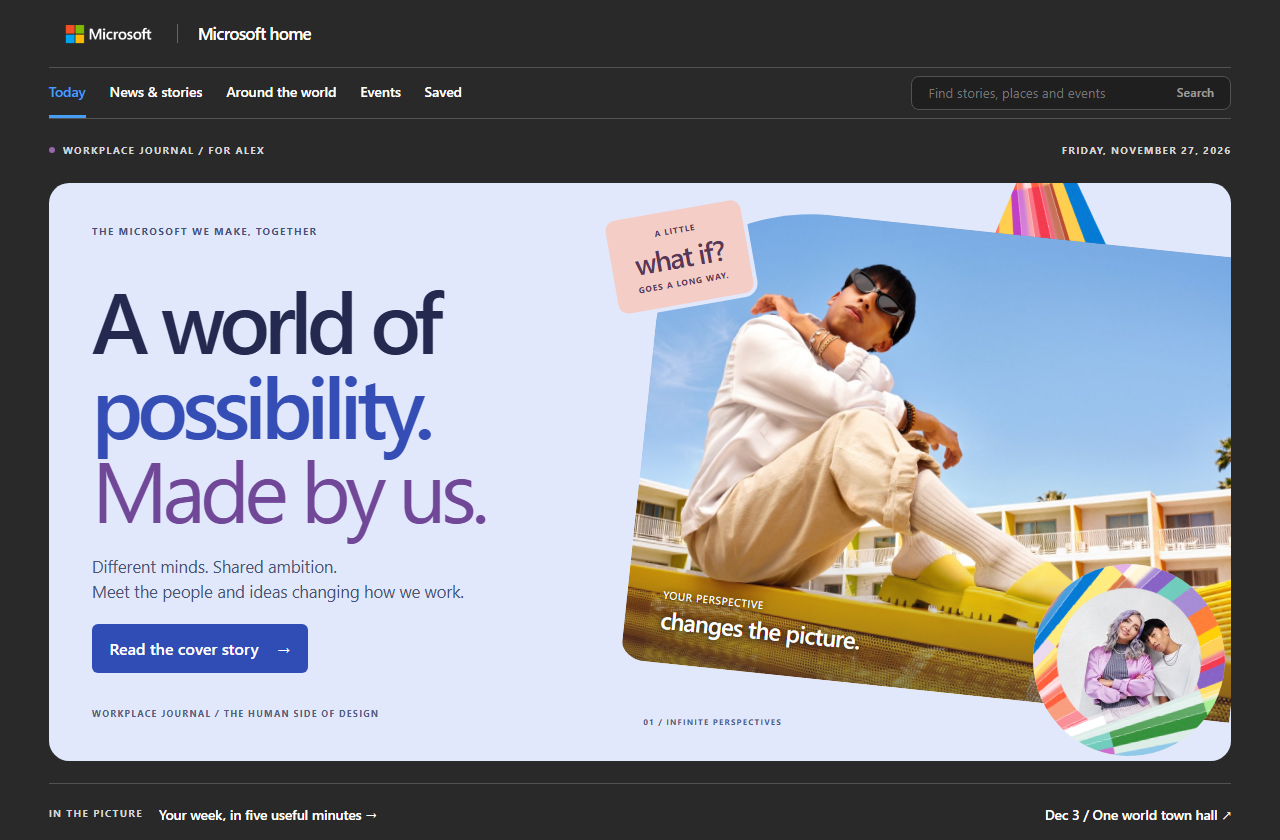 Microsoft
Microsoft home
Today
News & stories
Around the world
Events
Saved
Find stories, places and events
Search
WORKPLACE JOURNAL / FOR ALEX
FRIDAY, NOVEMBER 27, 2026
THE MICROSOFT WE MAKE, TOGETHER
A world of
possibility.
Made by us.
Different minds. Shared ambition.
Meet the people and ideas changing how we work.
Read the cover story →
WORKPLACE JOURNAL / THE HUMAN SIDE OF DESIGN
A LITTLE
what if?
GOES A LONG WAY.
YOUR PERSPECTIVE
changes the picture.
01 / INFINITE PERSPECTIVES
IN THE PICTURE
Your week, in five useful minutes →
Dec 3 / One world town hall ↗